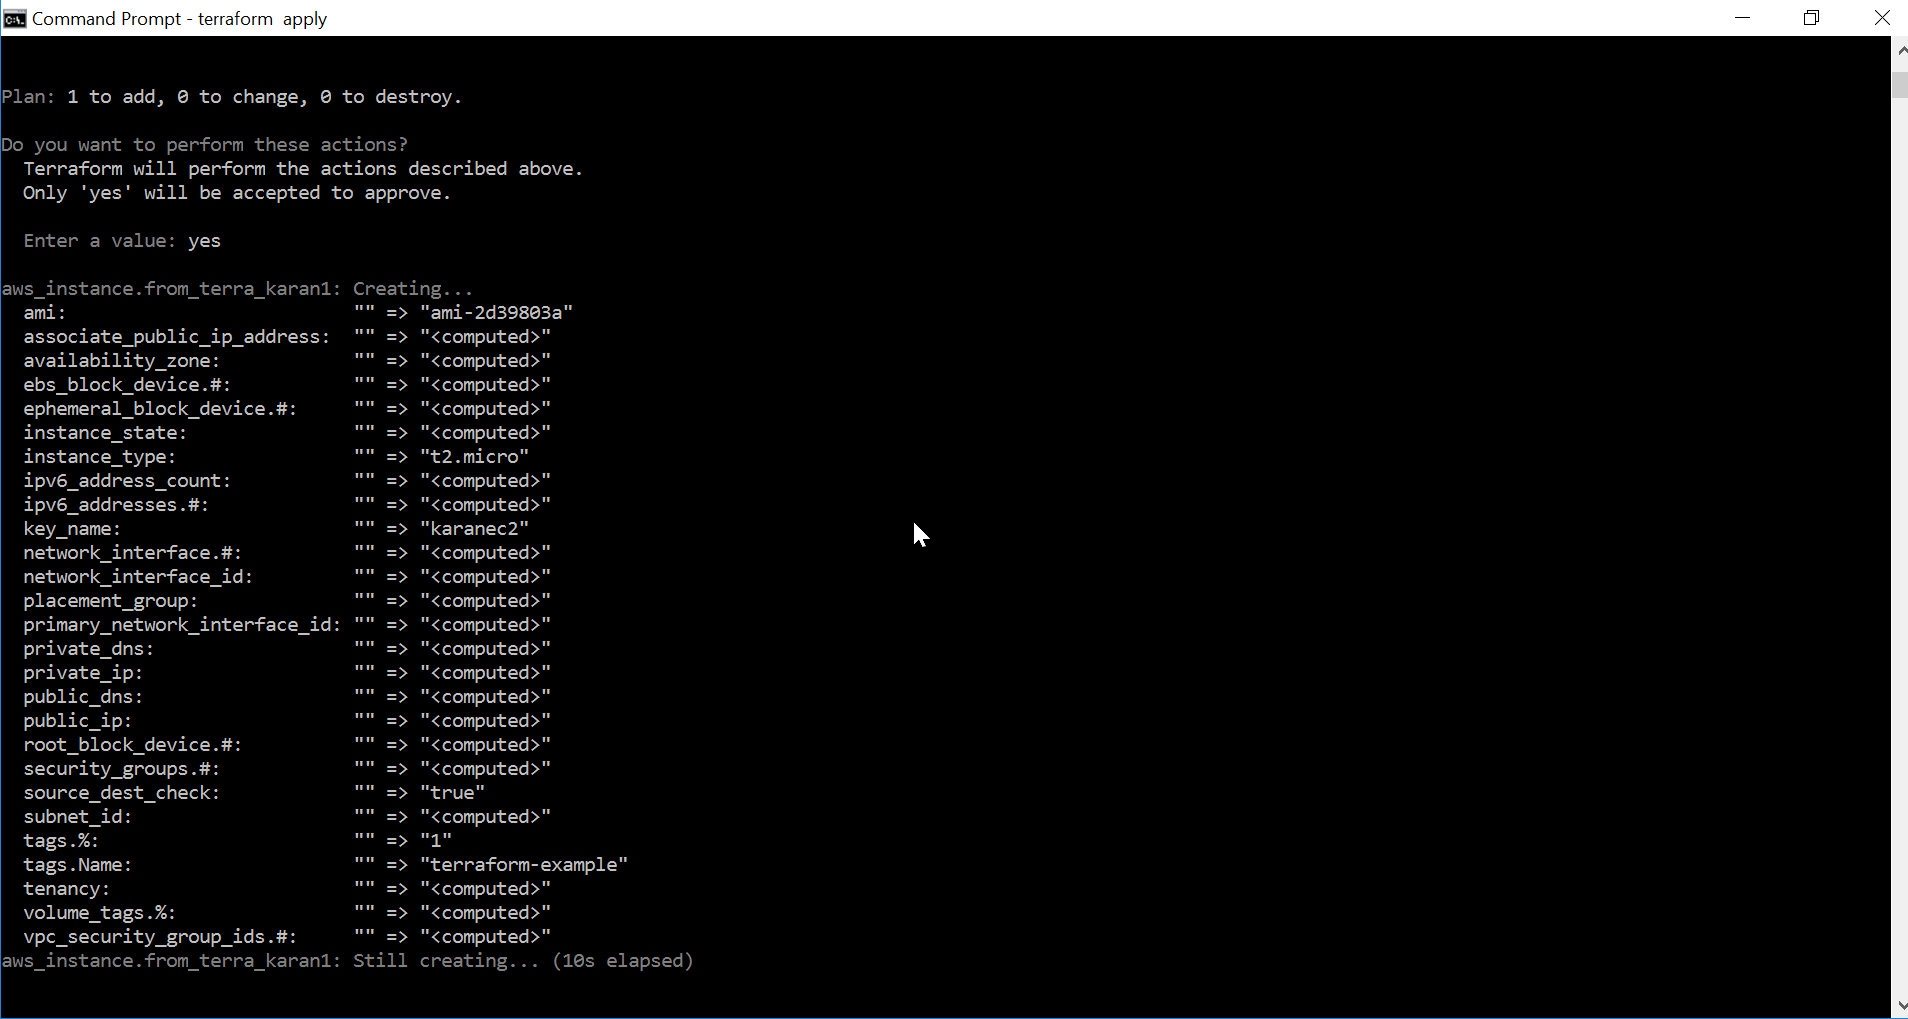 Command Prompt - terraform  apply
Plan: 1 to add, 0 to change, 0 to destroy.
Do you want to perform these actions?
  Terraform will perform the actions described above.
  Only 'yes' will be accepted to approve.
  Enter a value: yes
aws_instance.from_terra_karan1: Creating...
  ami:                          "" => "ami-2d39803a"
  associate_public_ip_address:  "" => "<computed>"
  availability_zone:            "" => "<computed>"
  ebs_block_device.#:           "" => "<computed>"
  ephemeral_block_device.#:     "" => "<computed>"
  instance_state:               "" => "<computed>"
  instance_type:                "" => "t2.micro"
  ipv6_address_count:           "" => "<computed>"
  ipv6_addresses.#:             "" => "<computed>"
  key_name:                     "" => "karanec2"
  network_interface.#:          "" => "<computed>"
  network_interface_id:         "" => "<computed>"
  placement_group:              "" => "<computed>"
  primary_network_interface_id: "" => "<computed>"
  private_dns:                  "" => "<computed>"
  private_ip:                   "" => "<computed>"
  public_dns:                   "" => "<computed>"
  public_ip:                    "" => "<computed>"
  root_block_device.#:          "" => "<computed>"
  security_groups.#:            "" => "<computed>"
  source_dest_check:            "" => "true"
  subnet_id:                    "" => "<computed>"
  tags.%:                       "" => "1"
  tags.Name:                    "" => "terraform-example"
  tenancy:                      "" => "<computed>"
  volume_tags.%:                "" => "<computed>"
  vpc_security_group_ids.#:     "" => "<computed>"
aws_instance.from_terra_karan1: Still creating... (10s elapsed)